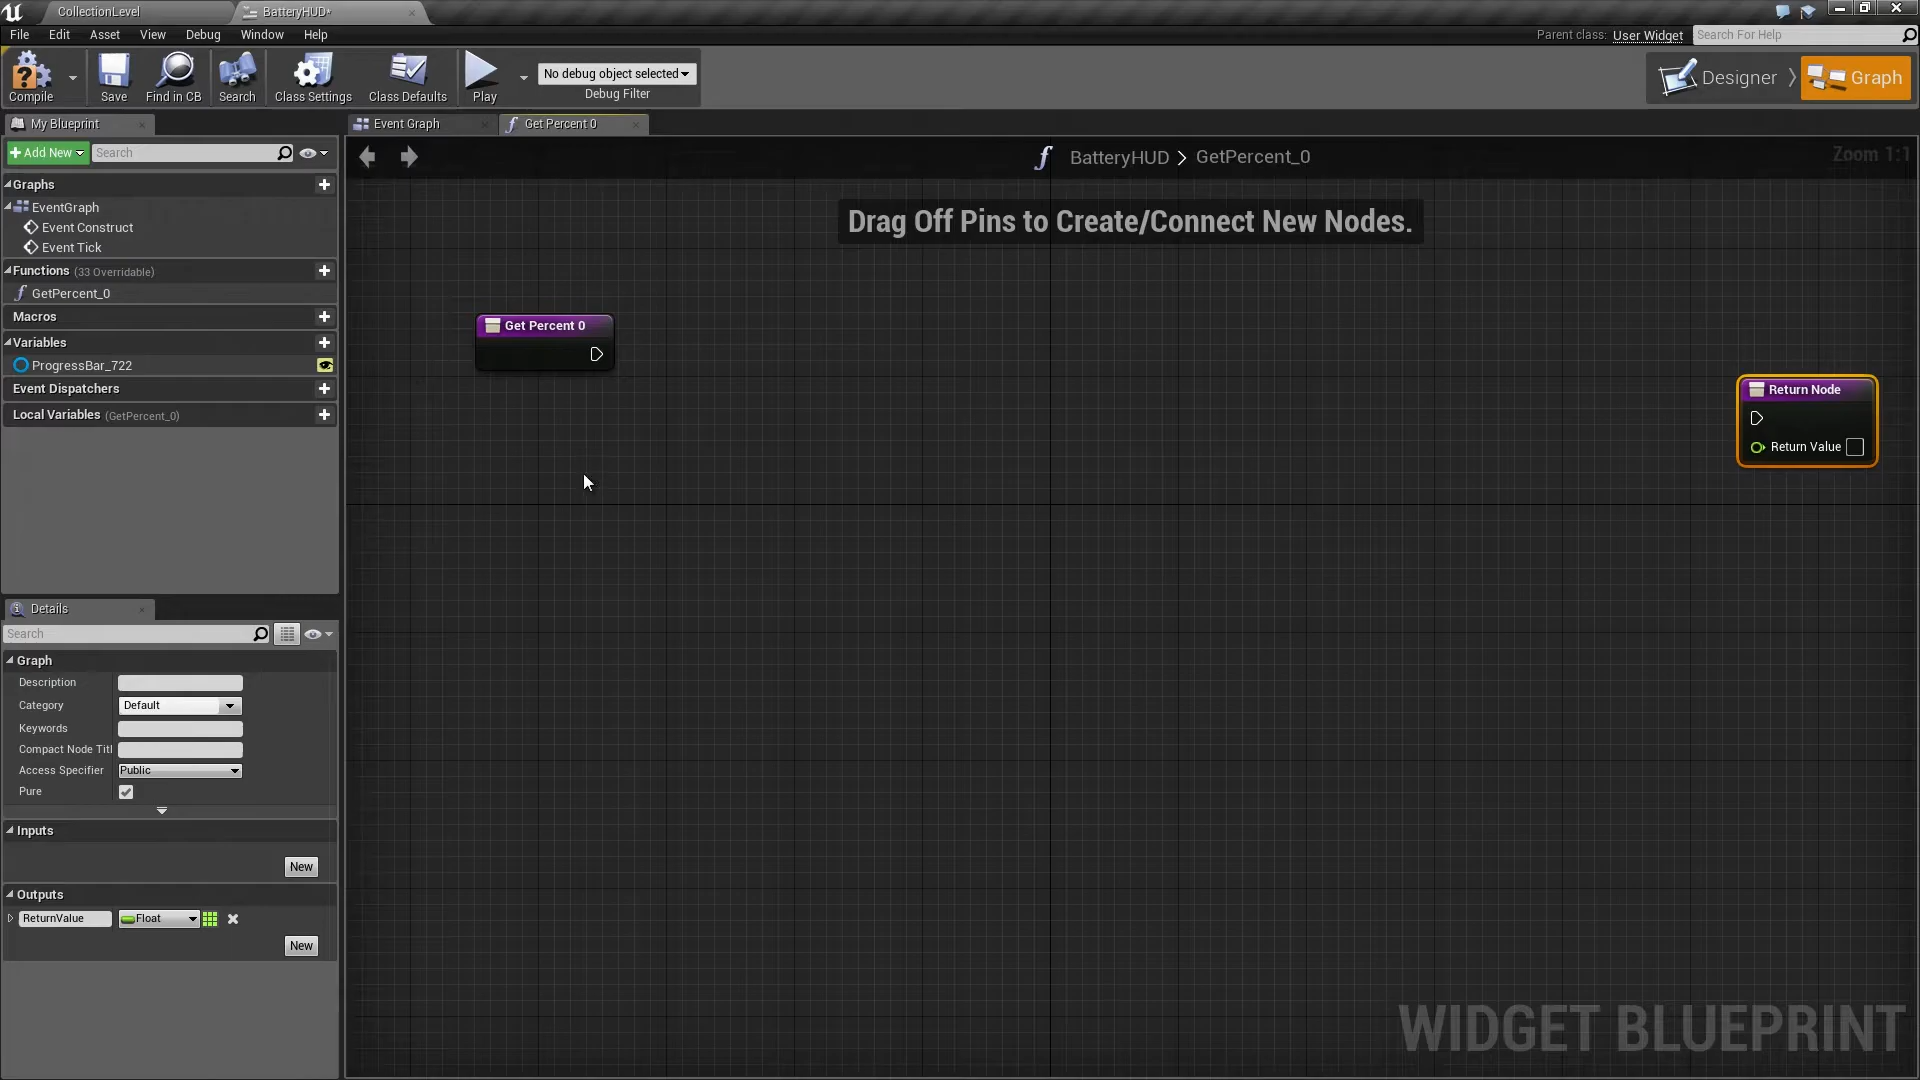 CollectionLevel
BatteryHUD*
File Edit Asset View Debug Window Help
Parent class: User Widget
Search For Help
Compile
Save
Find in CB
Search
Class Settings
Class Defaults
Play
No debug object selected
Debug Filter
Designer
Graph
My Blueprint
Event Graph
Get Percent 0
Add New
Search
BatteryHUD > GetPercent_0
Zoom 1:1
Graphs
EventGraph
Event Construct
Event Tick
Functions (33 Overridable)
GetPercent_0
Macros
Variables
ProgressBar_722
Event Dispatchers
Local Variables (GetPercent_0)
Drag Off Pins to Create/Connect New Nodes.
Get Percent 0
Return Node
Return Value
Details
Search
Graph
Description
Category Default
Keywords
Compact Node Titl
Access Specifier Public
Pure
Inputs
New
Outputs
ReturnValue Float
New
WIDGET BLUEPRINT